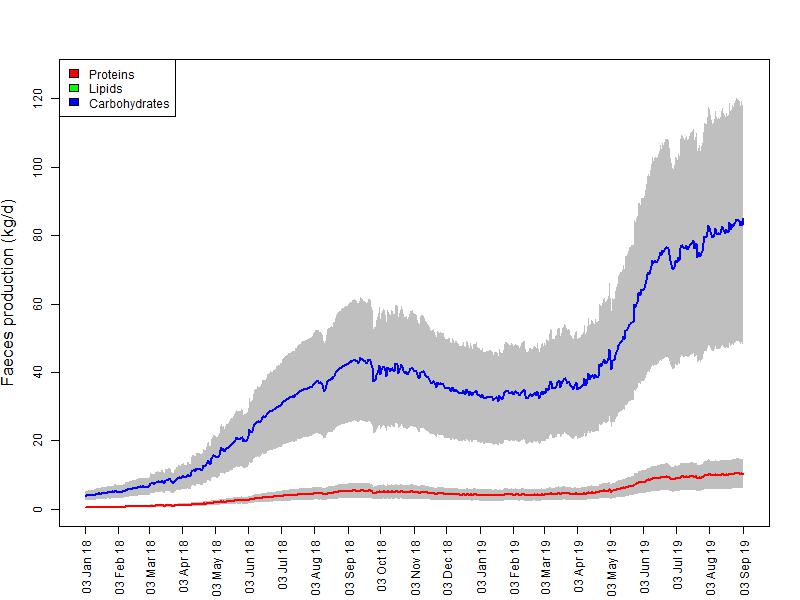 Proteins
Lipids
Carbohydrates
Faeces production (kg/d)
120
100
80
60
40
20
0
03 Jan 18
03 Feb 18
03 Mar 18
03 Apr 18
03 May 18
03 Jun 18
03 Jul 18
03 Aug 18
03 Sep 18
03 Oct 18
03 Nov 18
03 Dec 18
03 Jan 19
03 Feb 19
03 Mar 19
03 Apr 19
03 May 19
03 Jun 19
03 Jul 19
03 Aug 19
03 Sep 19